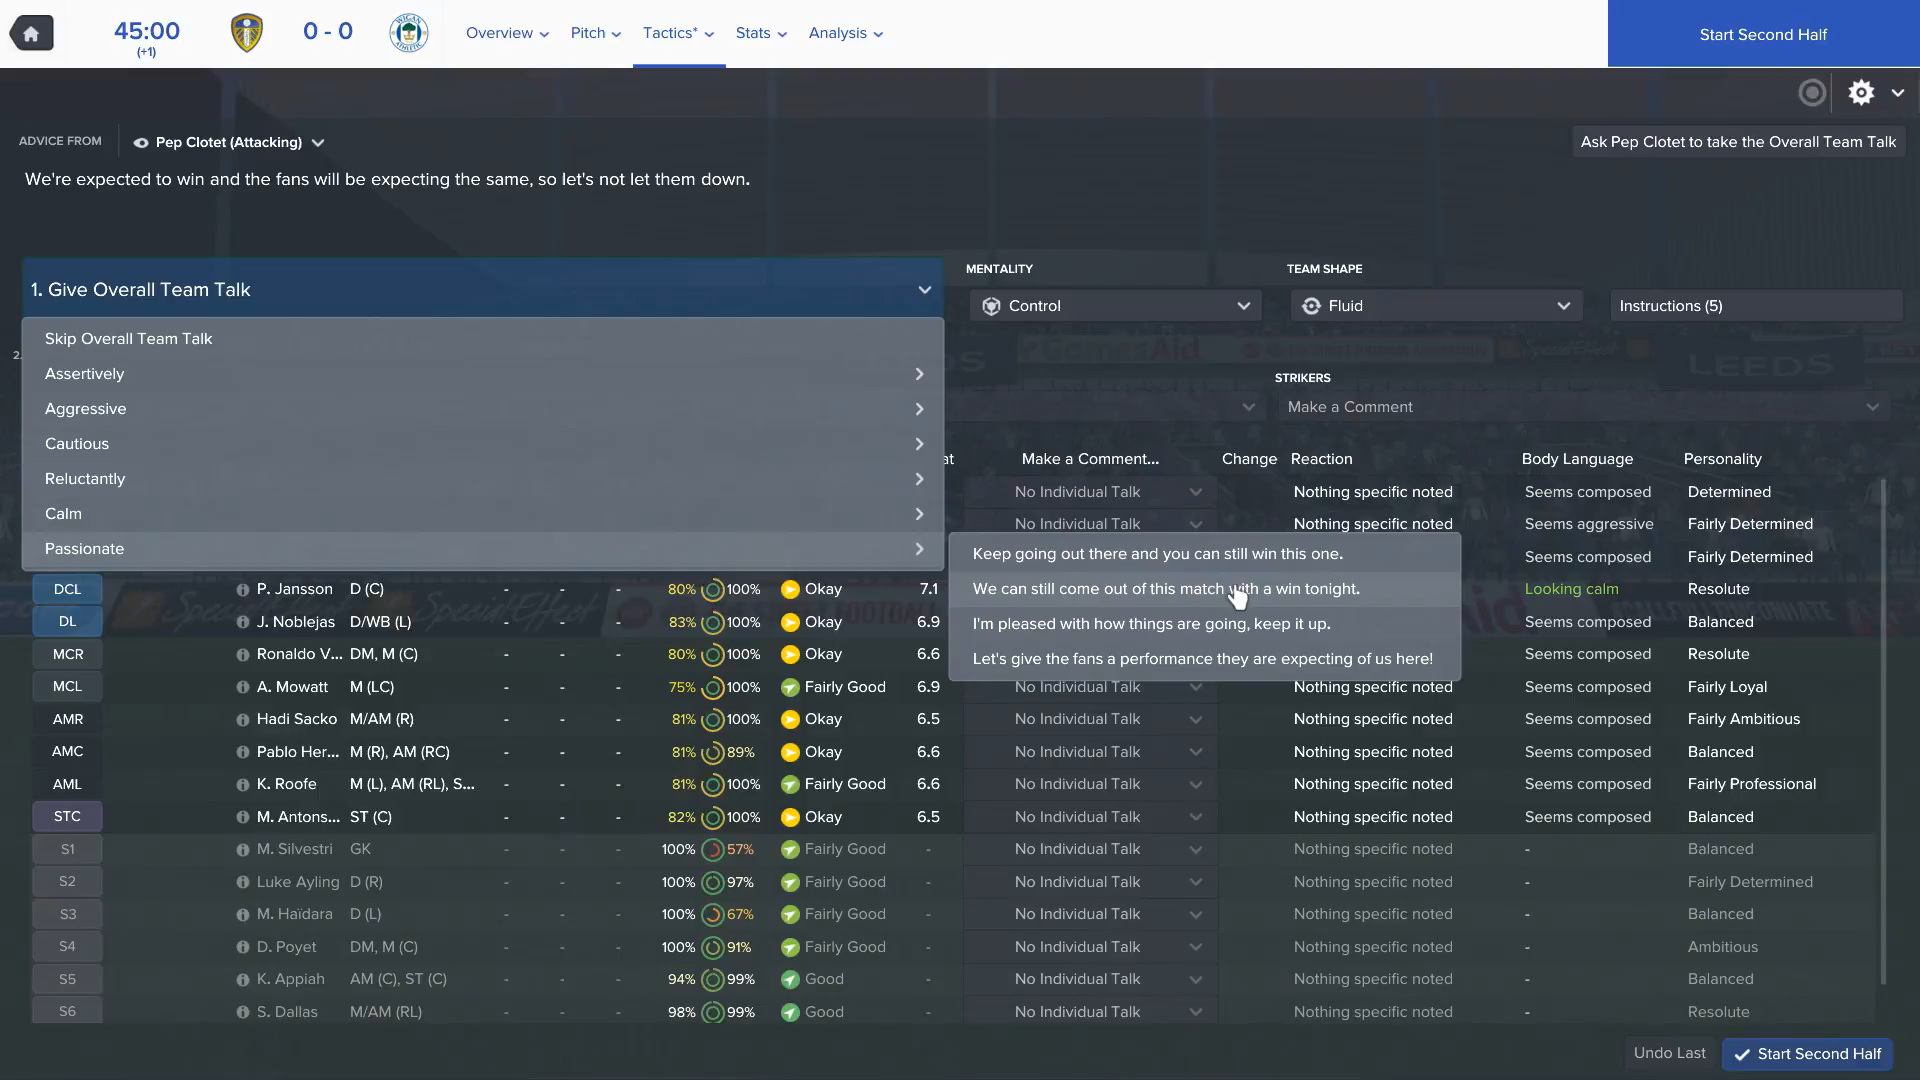 45:00
(+1)
0 - 0
WIGAN
ATHLETIC
Overview Pitch Tactics* Stats Analysis
Start Second Half
ADVICE FROM Pep Clotet (Attacking)
Ask Pep Clotet to take the Overall Team Talk
We're expected to win and the fans will be expecting the same, so let's not let them down.
1. Give Overall Team Talk
MENTALITY TEAM SHAPE
Control Fluid Instructions (5)
Skip Overall Team Talk
2.
LEEDS
Assertively
STRIKERS
Aggressive
Make a Comment
Cautious
at Make a Comment... Change Reaction Body Language Personality
Reluctantly
No Individual Talk Nothing specific noted Seems composed Determined
Calm
No Individual Talk Nothing specific noted Seems aggressive Fairly Determined
Passionate
Keep going out there and you can still win this one.
Seems composed Fairly Determined
DCL P. Jansson D (C) - - - 80% 100% Okay 7.1 We can still come out of this match with a win tonight. Looking calm Resolute
DL J. Noblejas D/WB (L) - - - 83% 100% Okay 6.9 I'm pleased with how things are going, keep it up. Seems composed Balanced
MCR Ronaldo V... DM, M (C) - - - 80% 100% Okay 6.6 Let's give the fans a performance they are expecting of us here! Seems composed Resolute
MCL A. Mowatt M (LC) - - - 75% 100% Fairly Good 6.9 No Individual Talk Nothing specific noted Seems composed Fairly Loyal
AMR Hadi Sacko M/AM (R) - - - 81% 100% Okay 6.5 No Individual Talk Nothing specific noted Seems composed Fairly Ambitious
AMC Pablo Her... M (R), AM (RC) - - - 81% 89% Okay 6.6 No Individual Talk Nothing specific noted Seems composed Balanced
AML K. Roofe M (L), AM (RL), S... - - - 81% 100% Fairly Good 6.6 No Individual Talk Nothing specific noted Seems composed Fairly Professional
STC M. Antons... ST (C) - - - 82% 100% Okay 6.5 No Individual Talk Nothing specific noted Seems composed Balanced
S1 M. Silvestri GK - - - 100% 57% Fairly Good - No Individual Talk Nothing specific noted - Balanced
S2 Luke Ayling D (R) - - - 100% 97% Fairly Good - No Individual Talk Nothing specific noted - Fairly Determined
S3 M. Haïdara D (L) - - - 100% 67% Fairly Good - No Individual Talk Nothing specific noted - Balanced
S4 D. Poyet DM, M (C) - - - 100% 91% Fairly Good - No Individual Talk Nothing specific noted - Ambitious
S5 K. Appiah AM (C), ST (C) - - - 94% 99% Good - No Individual Talk Nothing specific noted - Balanced
S6 S. Dallas M/AM (RL) - - - 98% 99% Good - No Individual Talk Nothing specific noted - Resolute
Undo Last Start Second Half